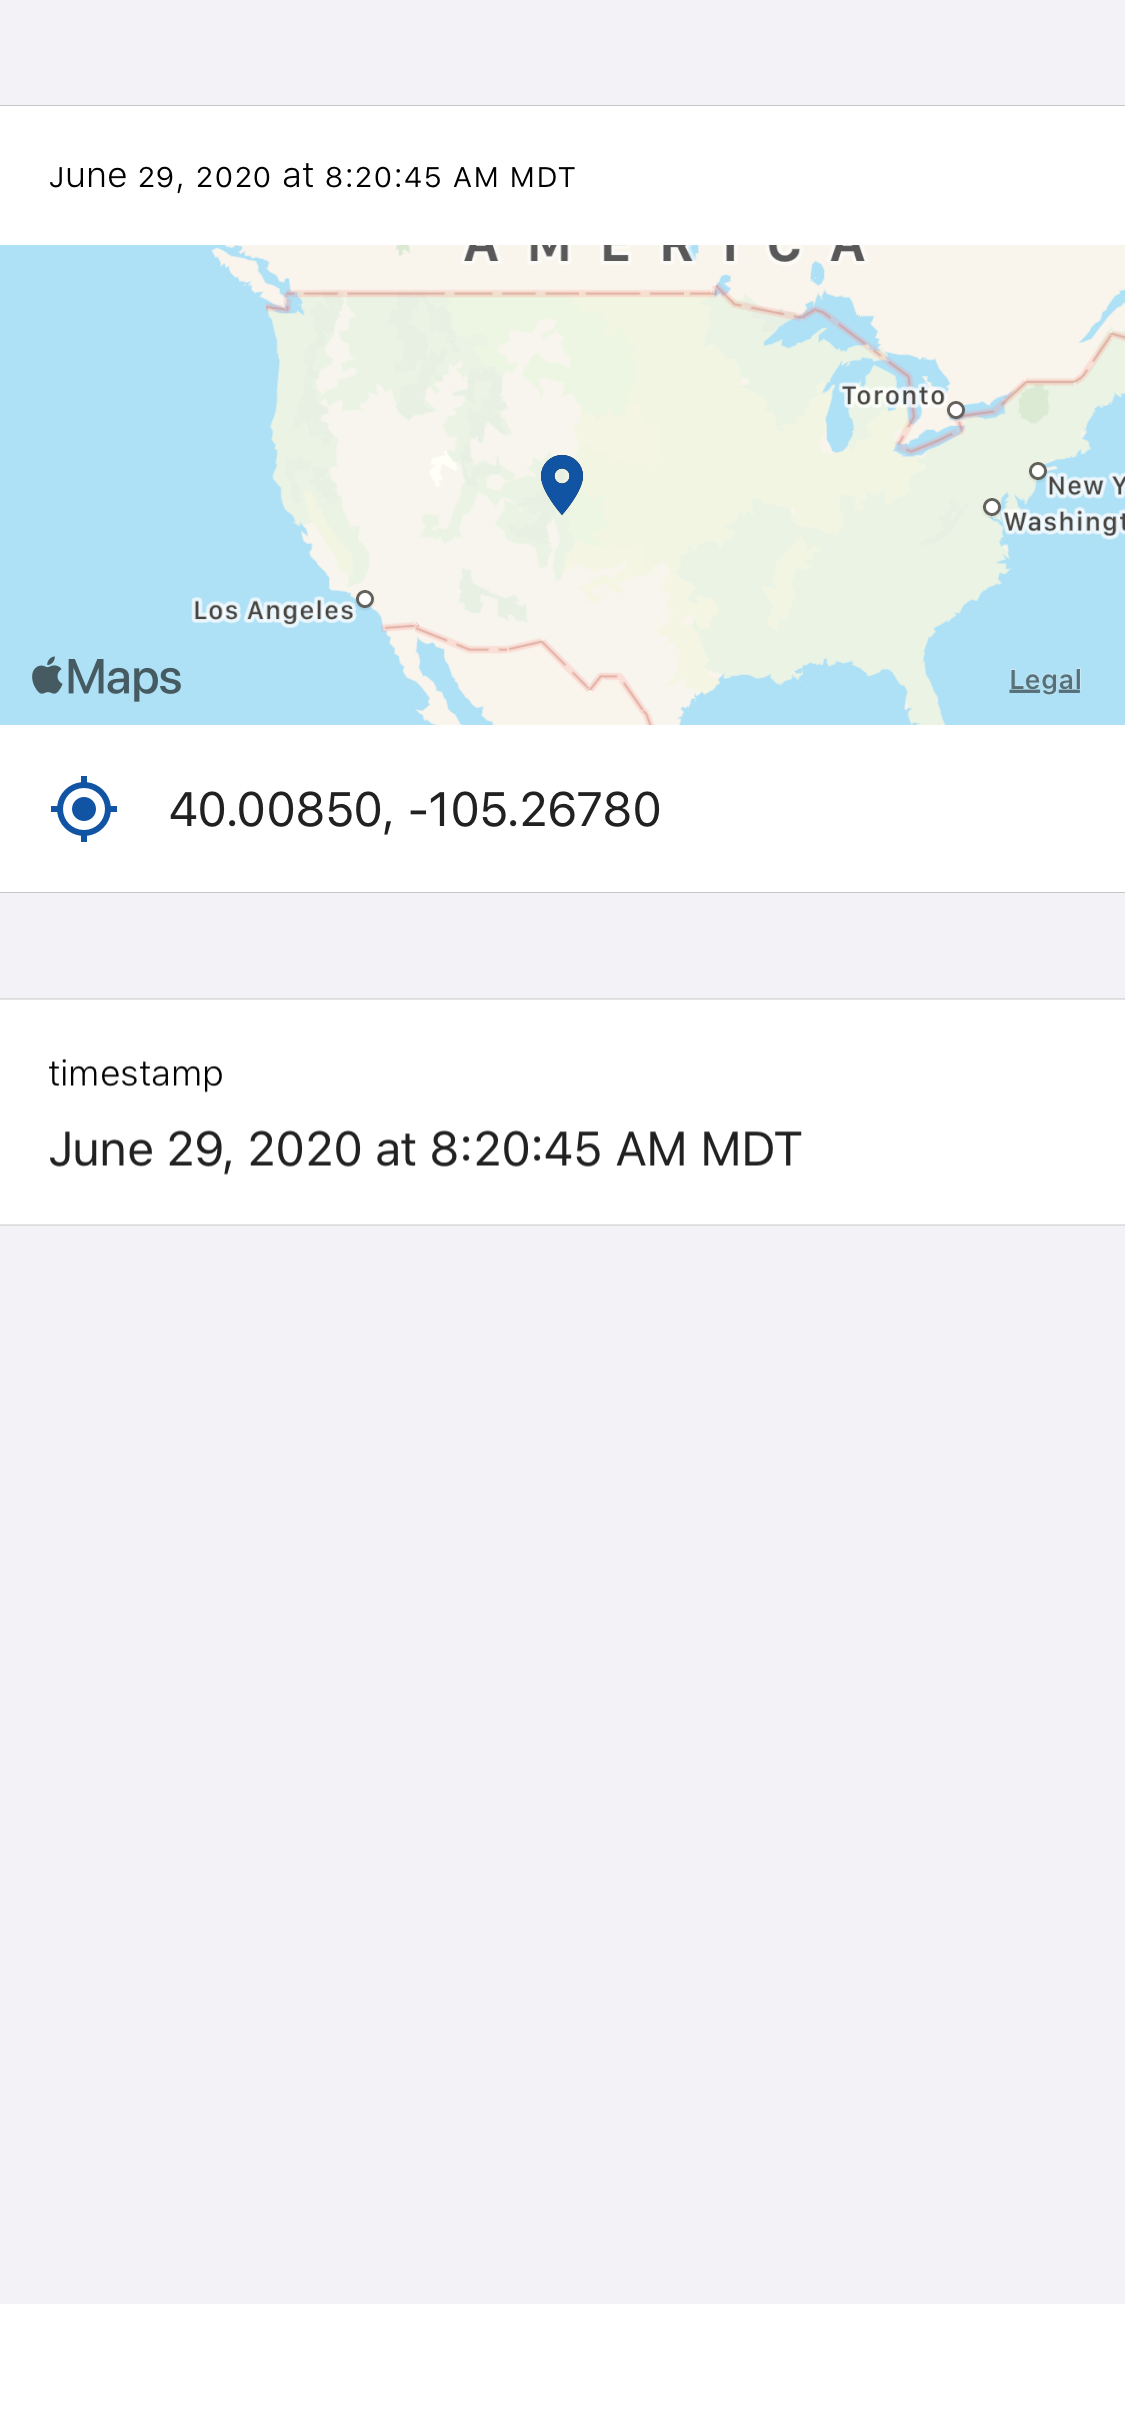 June 29, 2020 at 8:20:45 AM MDT
AMERICA
Toronto
New Y
Washingt
Los Angeles
Maps
Legal
40.00850, -105.26780
timestamp
June 29, 2020 at 8:20:45 AM MDT